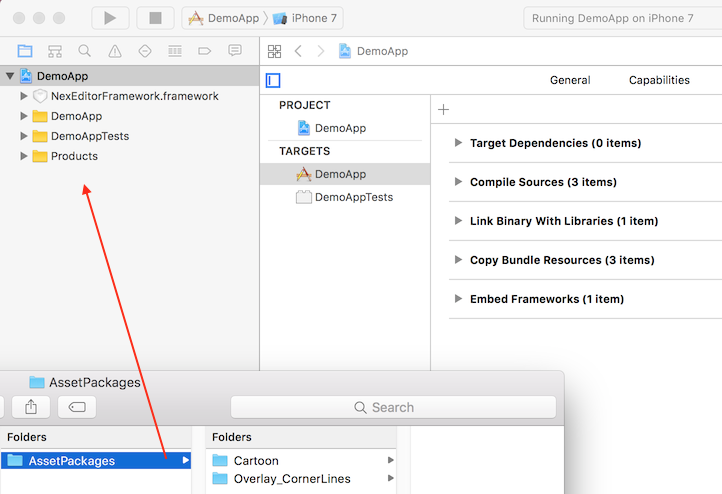 DemoApp iPhone 7
Running DemoApp on iPhone 7
DemoApp
DemoApp
NexEditorFramework.framework
DemoApp
DemoAppTests
Products
General Capabilities
PROJECT
DemoApp
TARGETS
DemoApp
DemoAppTests
Target Dependencies (0 items)
Compile Sources (3 items)
Link Binary With Libraries (1 item)
Copy Bundle Resources (3 items)
Embed Frameworks (1 item)
AssetPackages
Search
Folders
AssetPackages
Folders
Cartoon
Overlay_CornerLines